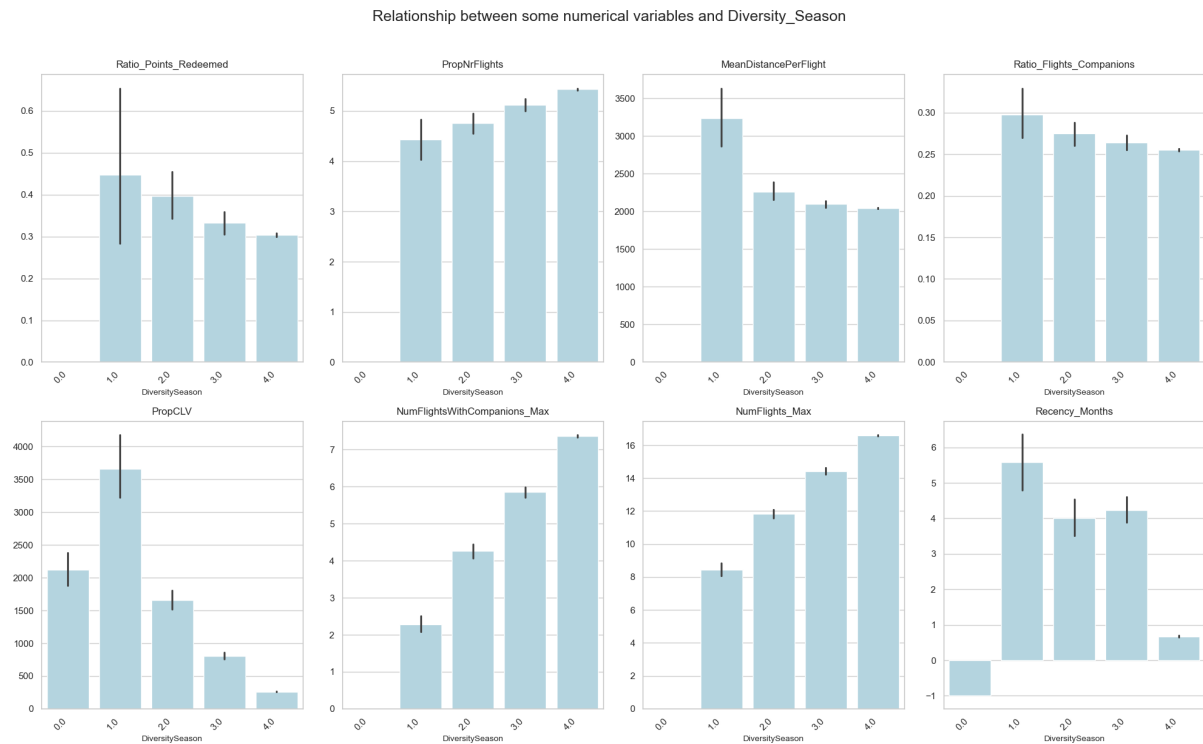 Relationship between some numerical variables and Diversity_Season
Ratio_Points_Redeemed
0.6
0.5
0.4
0.3
0.2
0.1
0.0
0.0 1.0 2.0 3.0 4.0
DiversitySeason
PropNrFlights
5
4
3
2
1
0
0.0 1.0 2.0 3.0 4.0
DiversitySeason
MeanDistancePerFlight
3500
3000
2500
2000
1500
1000
500
0
0.0 1.0 2.0 3.0 4.0
DiversitySeason
Ratio_Flights_Companions
0.30
0.25
0.20
0.15
0.10
0.05
0.00
0.0 1.0 2.0 3.0 4.0
DiversitySeason
PropCLV
4000
3500
3000
2500
2000
1500
1000
500
0
0.0 1.0 2.0 3.0 4.0
DiversitySeason
NumFlightsWithCompanions_Max
7
6
5
4
3
2
1
0
0.0 1.0 2.0 3.0 4.0
DiversitySeason
NumFlights_Max
16
14
12
10
8
6
4
2
0
0.0 1.0 2.0 3.0 4.0
DiversitySeason
Recency_Months
6
5
4
3
2
1
0
−1
0.0 1.0 2.0 3.0 4.0
DiversitySeason